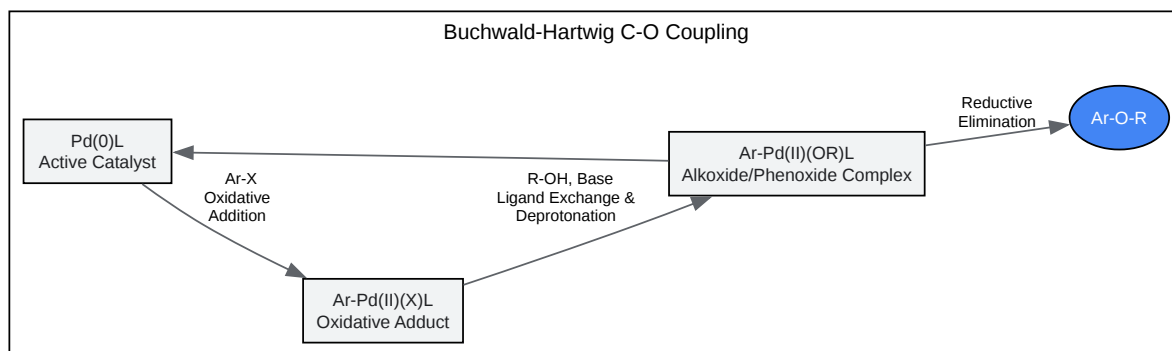 Buchwald-Hartwig C-O Coupling
Pd(0)L
Active Catalyst
Ar-X
Oxidative
Addition
Ar-Pd(II)(X)L
Oxidative Adduct
R-OH, Base
Ligand Exchange &
Deprotonation
Ar-Pd(II)(OR)L
Alkoxide/Phenoxide Complex
Reductive
Elimination
Ar-O-R